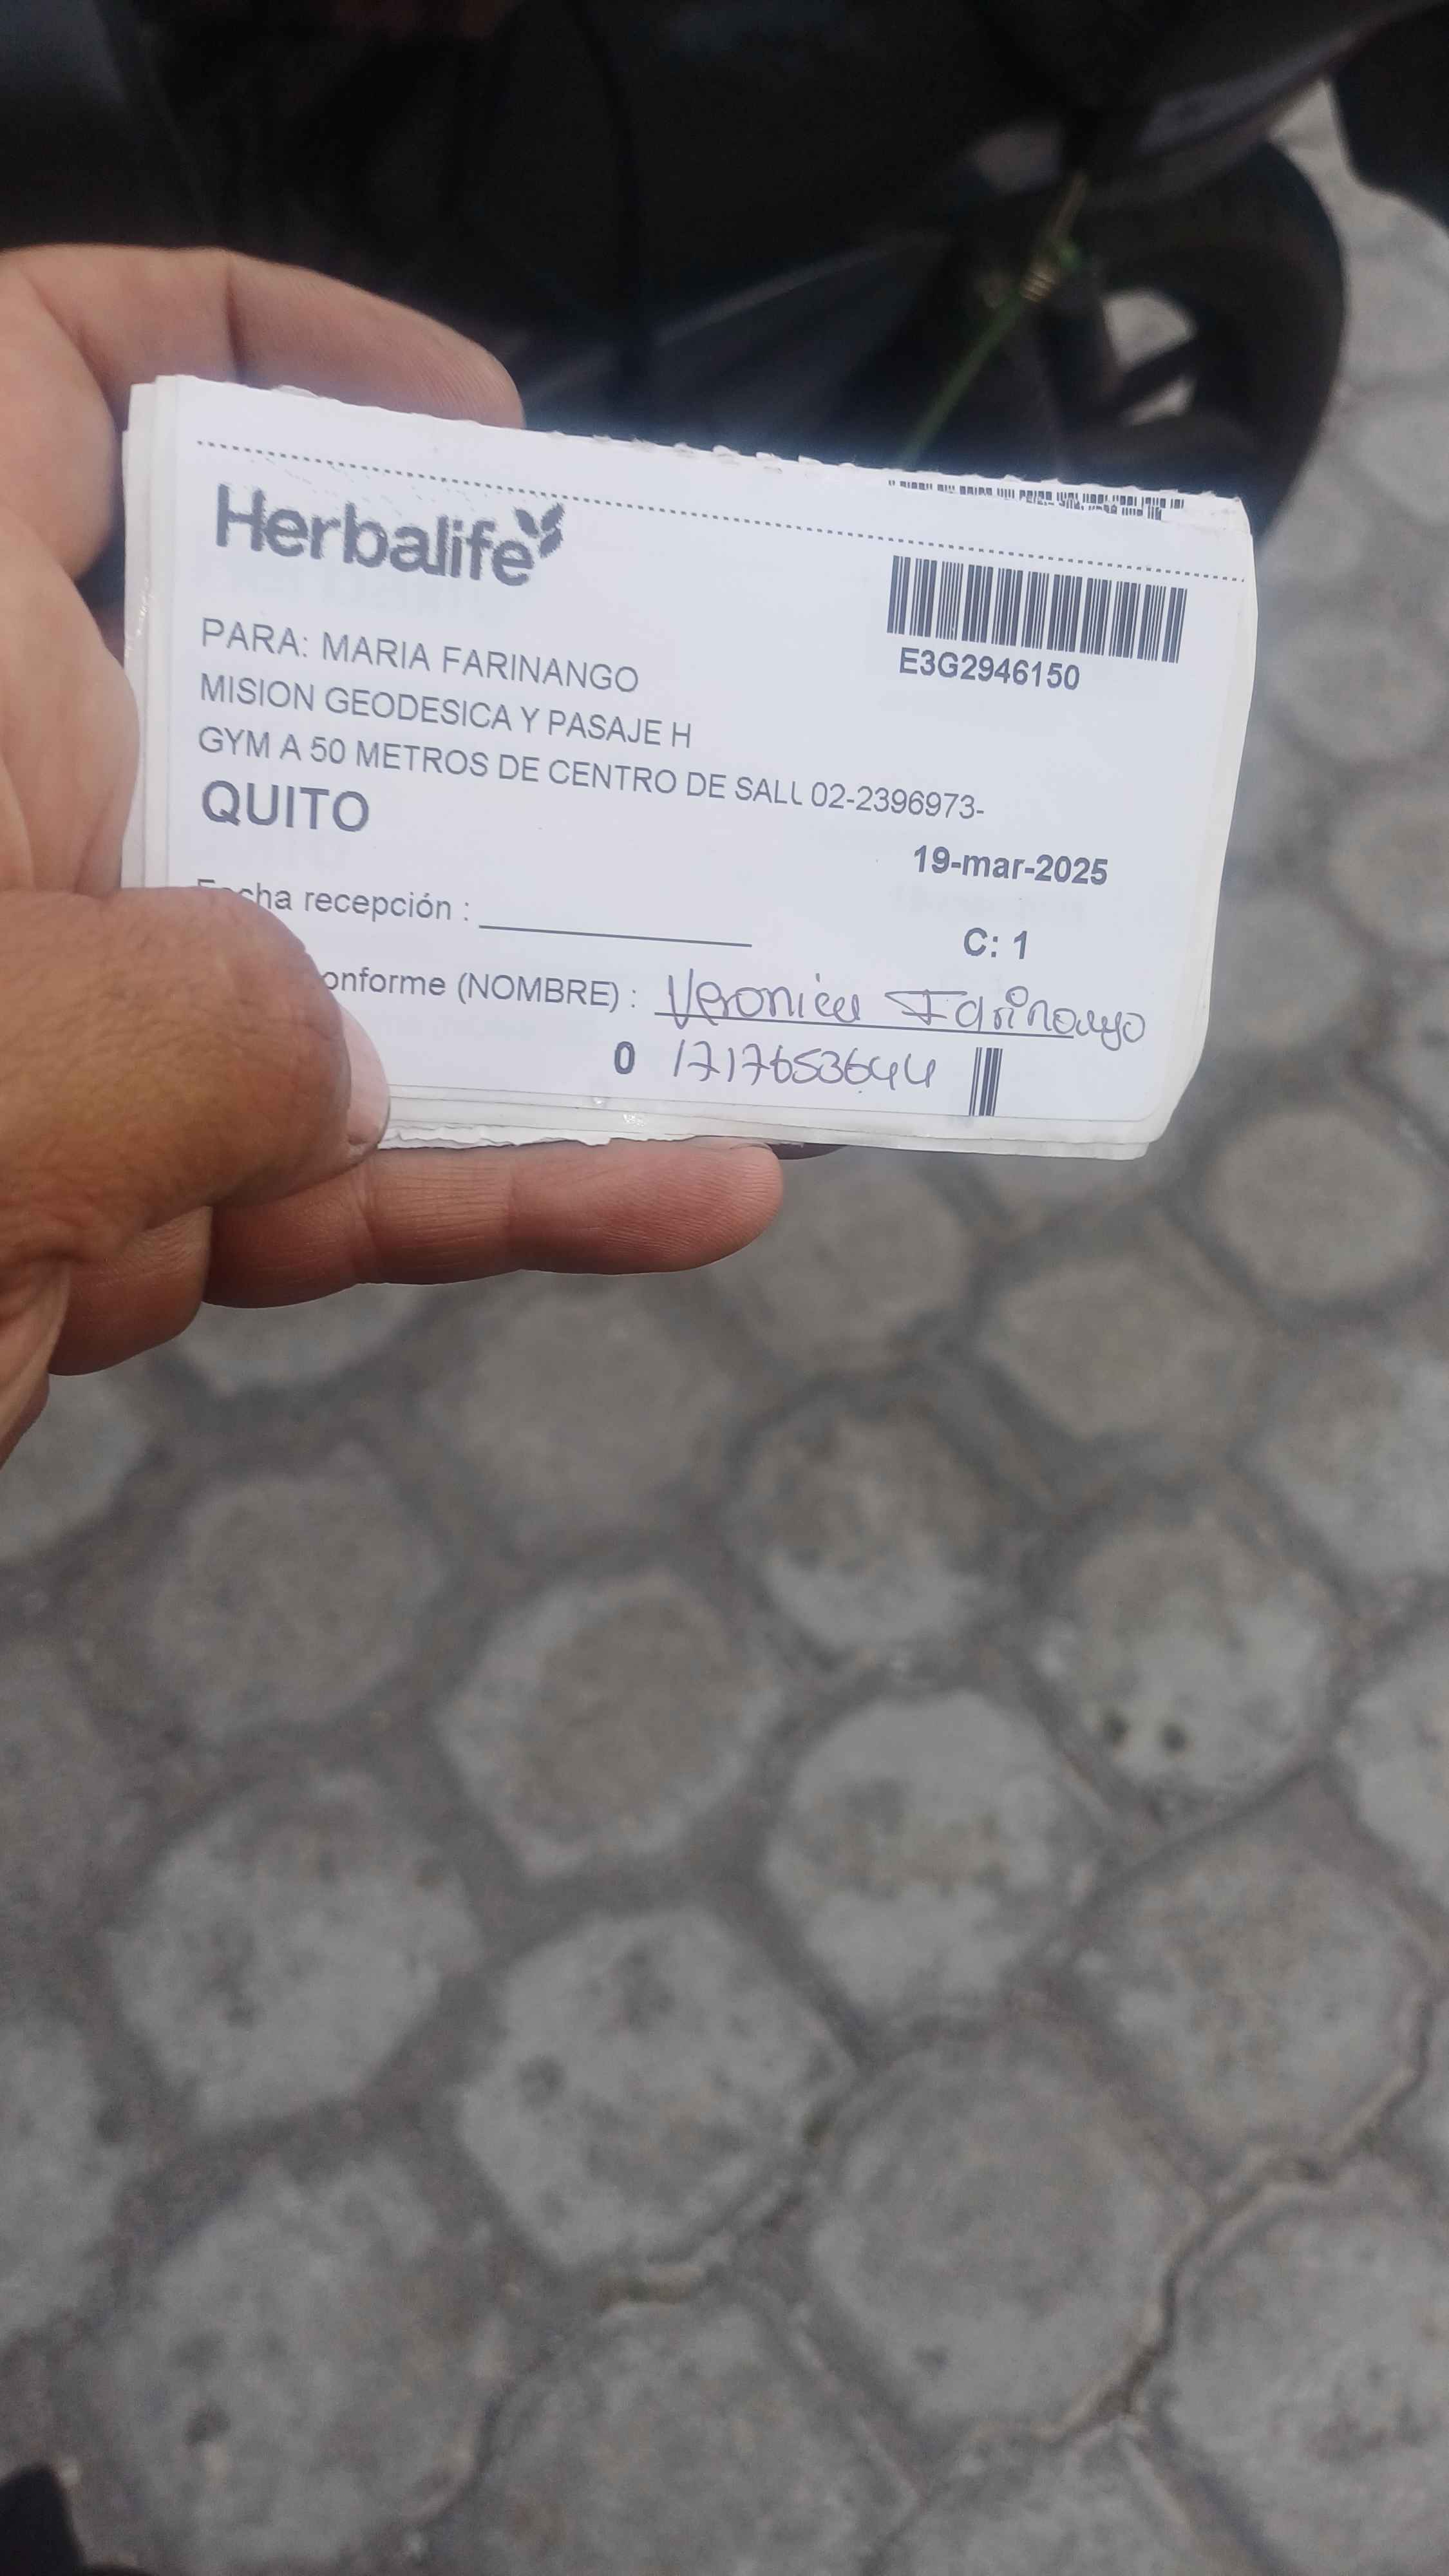 Herbalife
E3G2946150
PARA: MARIA FARINANGO
MISION GEODESICA Y PASAJE H
GYM A 50 METROS DE CENTRO DE SALL 02-2396973-
QUITO
19-mar-2025
cha recepción :
C: 1
onforme (NOMBRE) : Veronica Farinango
0 1717653644